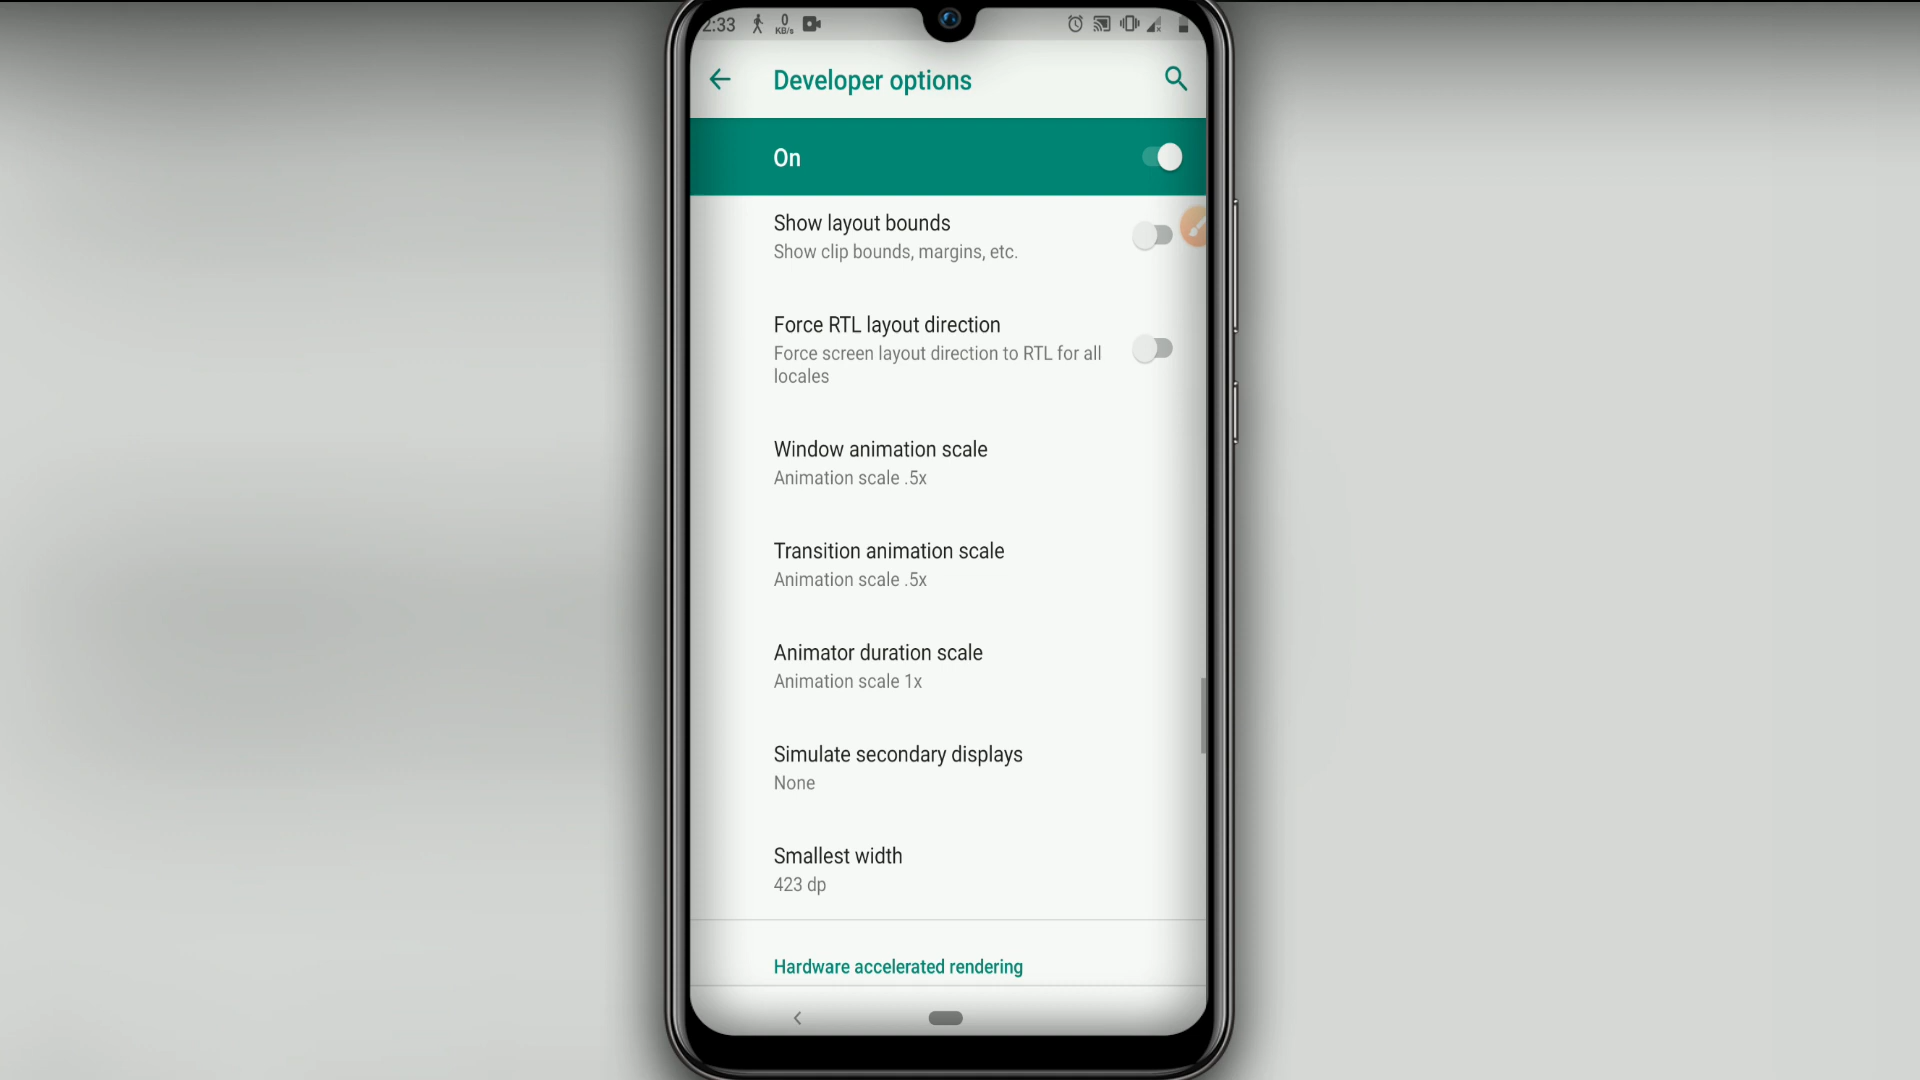 2:33 0 KB/s
Developer options
On
Show layout bounds
Show clip bounds, margins, etc.
Force RTL layout direction
Force screen layout direction to RTL for all
locales
Window animation scale
Animation scale .5x
Transition animation scale
Animation scale .5x
Animator duration scale
Animation scale 1x
Simulate secondary displays
None
Smallest width
423 dp
Hardware accelerated rendering